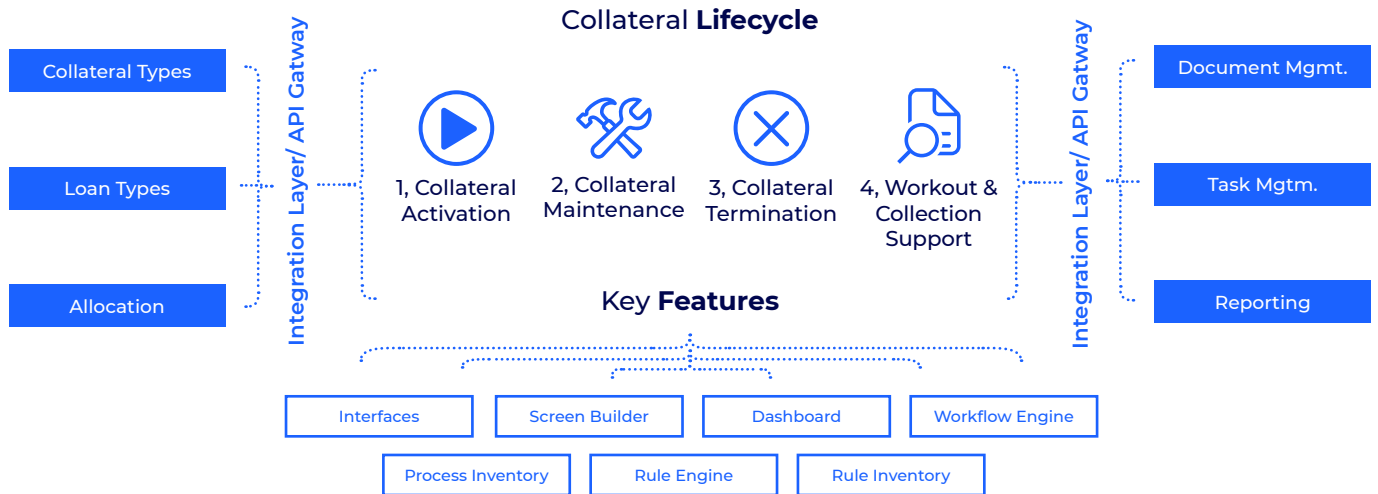 Collateral Lifecycle
Collateral Types
Loan Types
Allocation
Integration Layer/ API Gatway
1, Collateral
Activation
2, Collateral
Maintenance
3, Collateral
Termination
4, Workout &
Collection
Support
Integration Layer/ API Gatway
Document Mgmt.
Task Mgtm.
Reporting
Key Features
Interfaces
Screen Builder
Dashboard
Workflow Engine
Process Inventory
Rule Engine
Rule Inventory